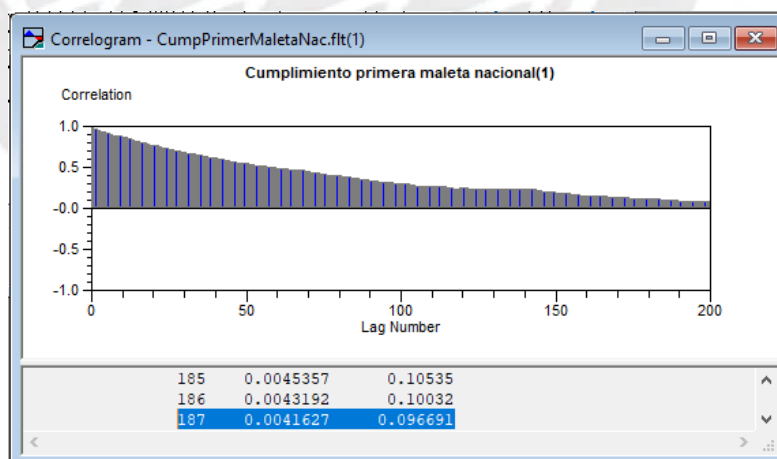 Correlogram - CumpPrimerMaletaNac.flt(1)
Cumplimiento primera maleta nacional(1)
Correlation
1.0
0.5
-0.0
-0.5
-1.0
0 50 100 150 200
Lag Number
185 0.0045357 0.10535
186 0.0043192 0.10032
187 0.0041627 0.096691